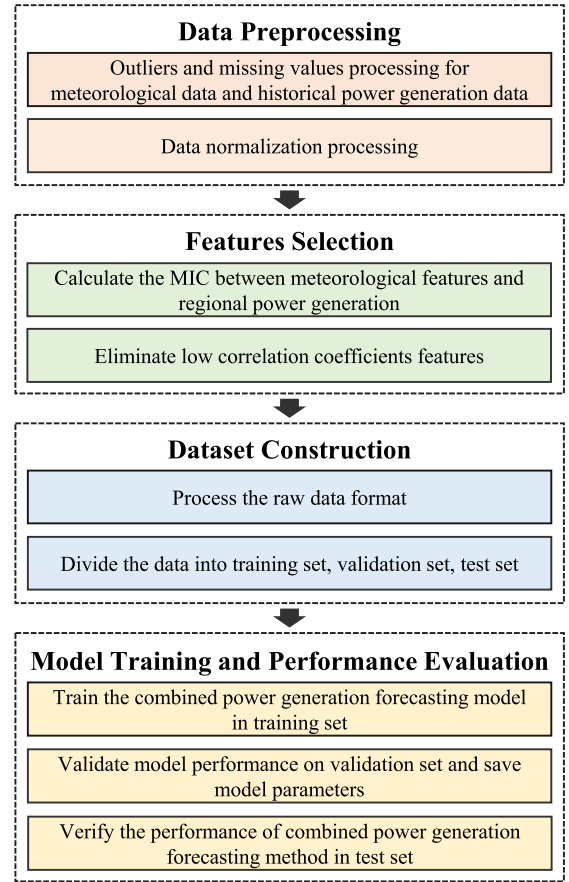 Data Preprocessing
Outliers and missing values processing for
meteorological data and historical power generation data
Data normalization processing
Features Selection
Calculate the MIC between meteorological features and
regional power generation
Eliminate low correlation coefficients features
Dataset Construction
Process the raw data format
Divide the data into training set, validation set, test set
Model Training and Performance Evaluation
Train the combined power generation forecasting model
in training set
Validate model performance on validation set and save
model parameters
Verify the performance of combined power generation
forecasting method in test set